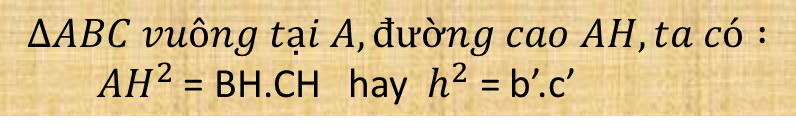 ΔABC vuông tại A, đường cao AH, ta có :
AH² = BH.CH hay h² = b’.c’